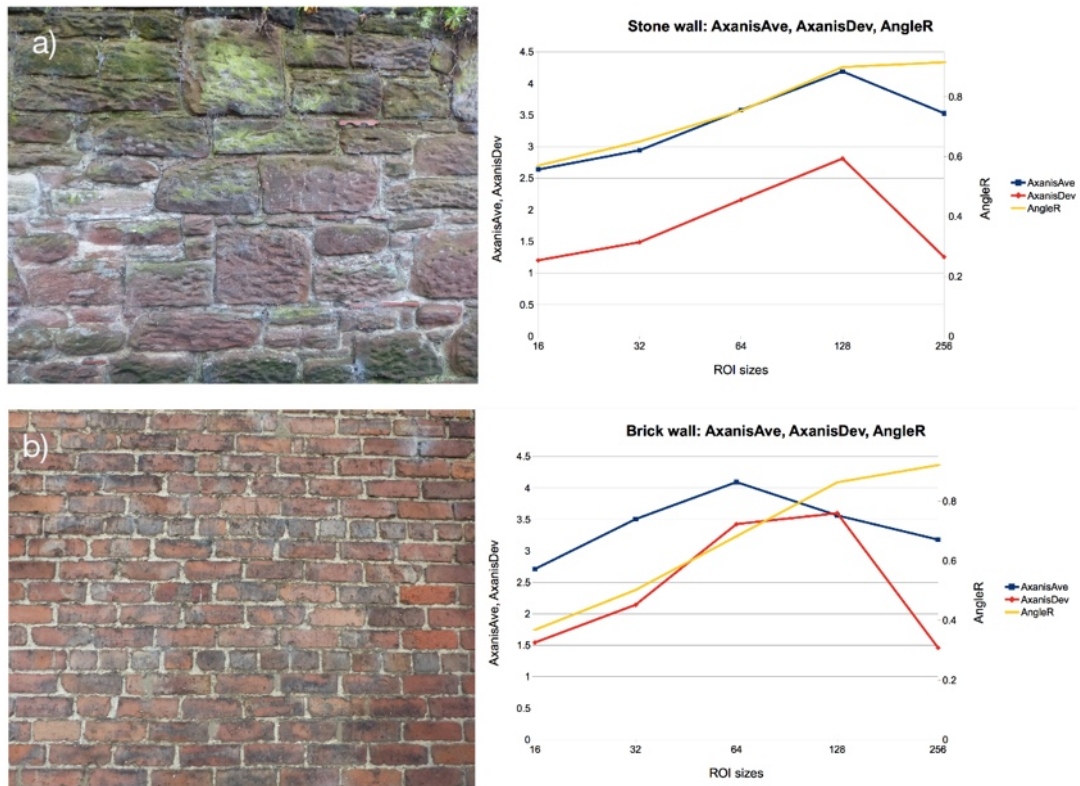 a)
Stone wall: AxanisAve, AxanisDev, AngleR
4.5
4
3.5
3
2.5
2
1.5
1
0.5
0
AxanisAve, AxanisDev
16
32
64
128
256
ROI sizes
0.8
0.6
0.4
0.2
0
AngleR
AxanisAve
AxanisDev
AngleR
b)
Brick wall: AxanisAve, AxanisDev, AngleR
4.5
4
3.5
3
2.5
2
1.5
1
0.5
0
AxanisAve, AxanisDev
16
32
64
128
256
ROI sizes
0.8
0.6
0.4
0.2
0
AngleR
AxanisAve
AxanisDev
AngleR